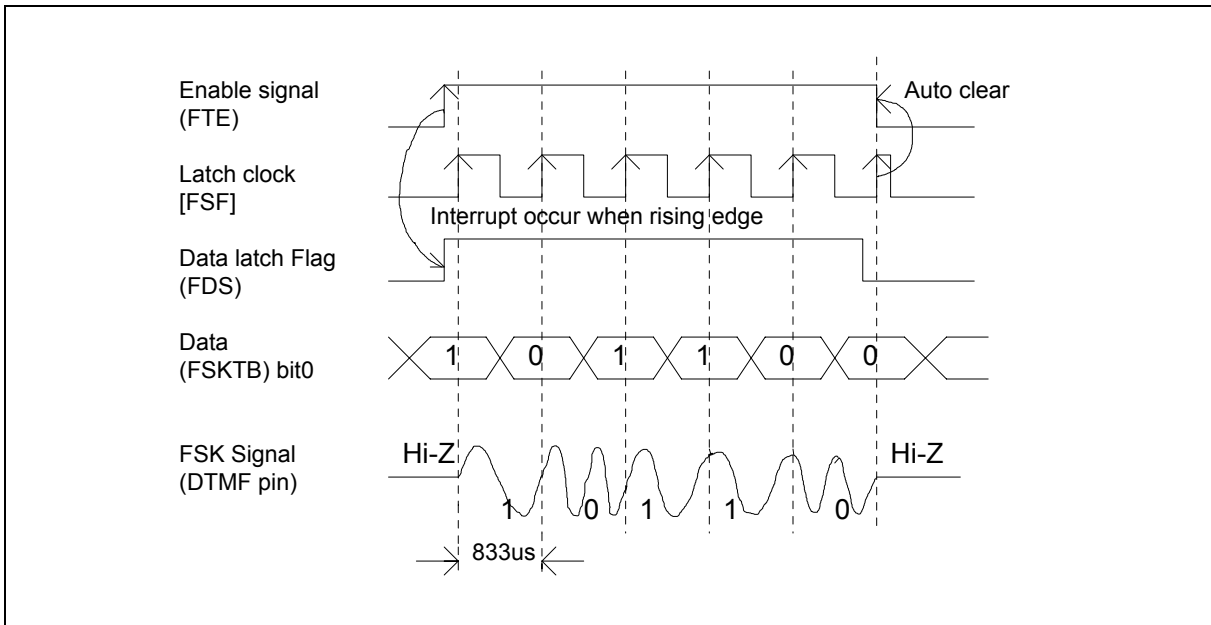 Enable signal
(FTE)
Auto clear
Latch clock
[FSF]
Interrupt occur when rising edge
Data latch Flag
(FDS)
Data
(FSKTB) bit0
1 0 1 1 0 0
FSK Signal
(DTMF pin)
Hi-Z
Hi-Z
1 0 1 1 0
833us